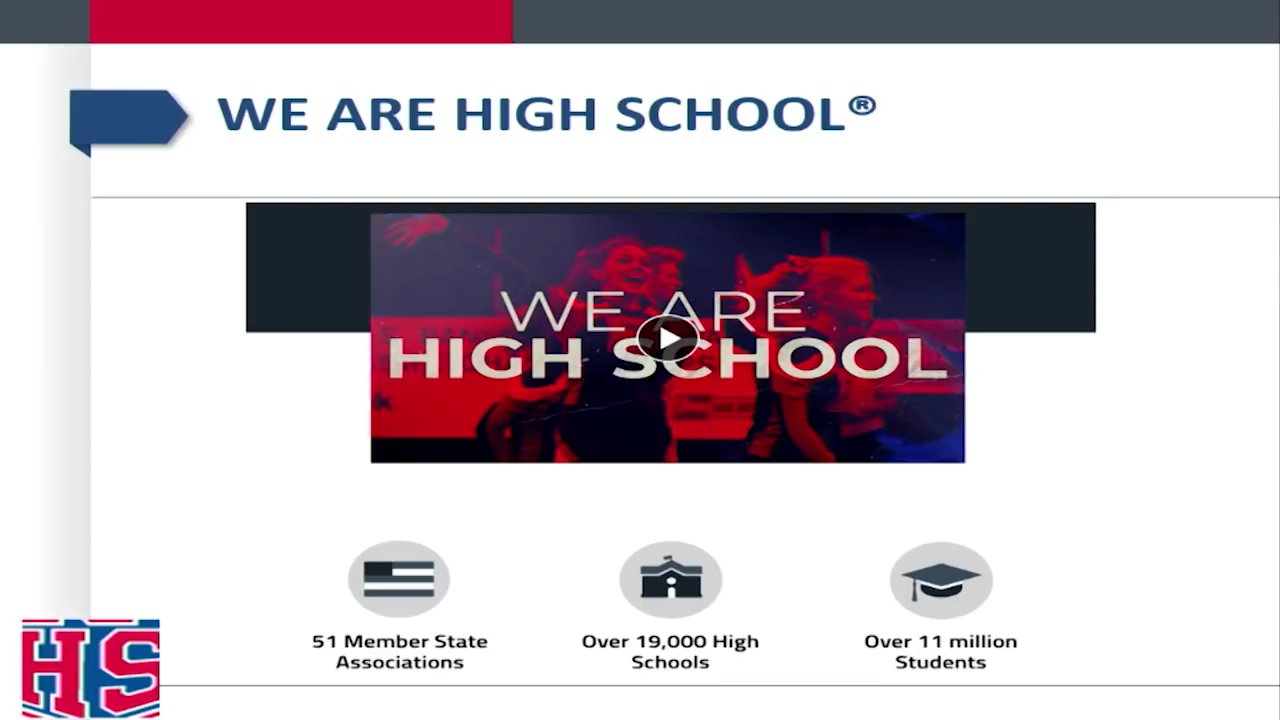 WE ARE HIGH SCHOOL®
WE ARE
HIGH SCHOOL
51 Member State
Associations
Over 19,000 High
Schools
Over 11 million
Students
HS